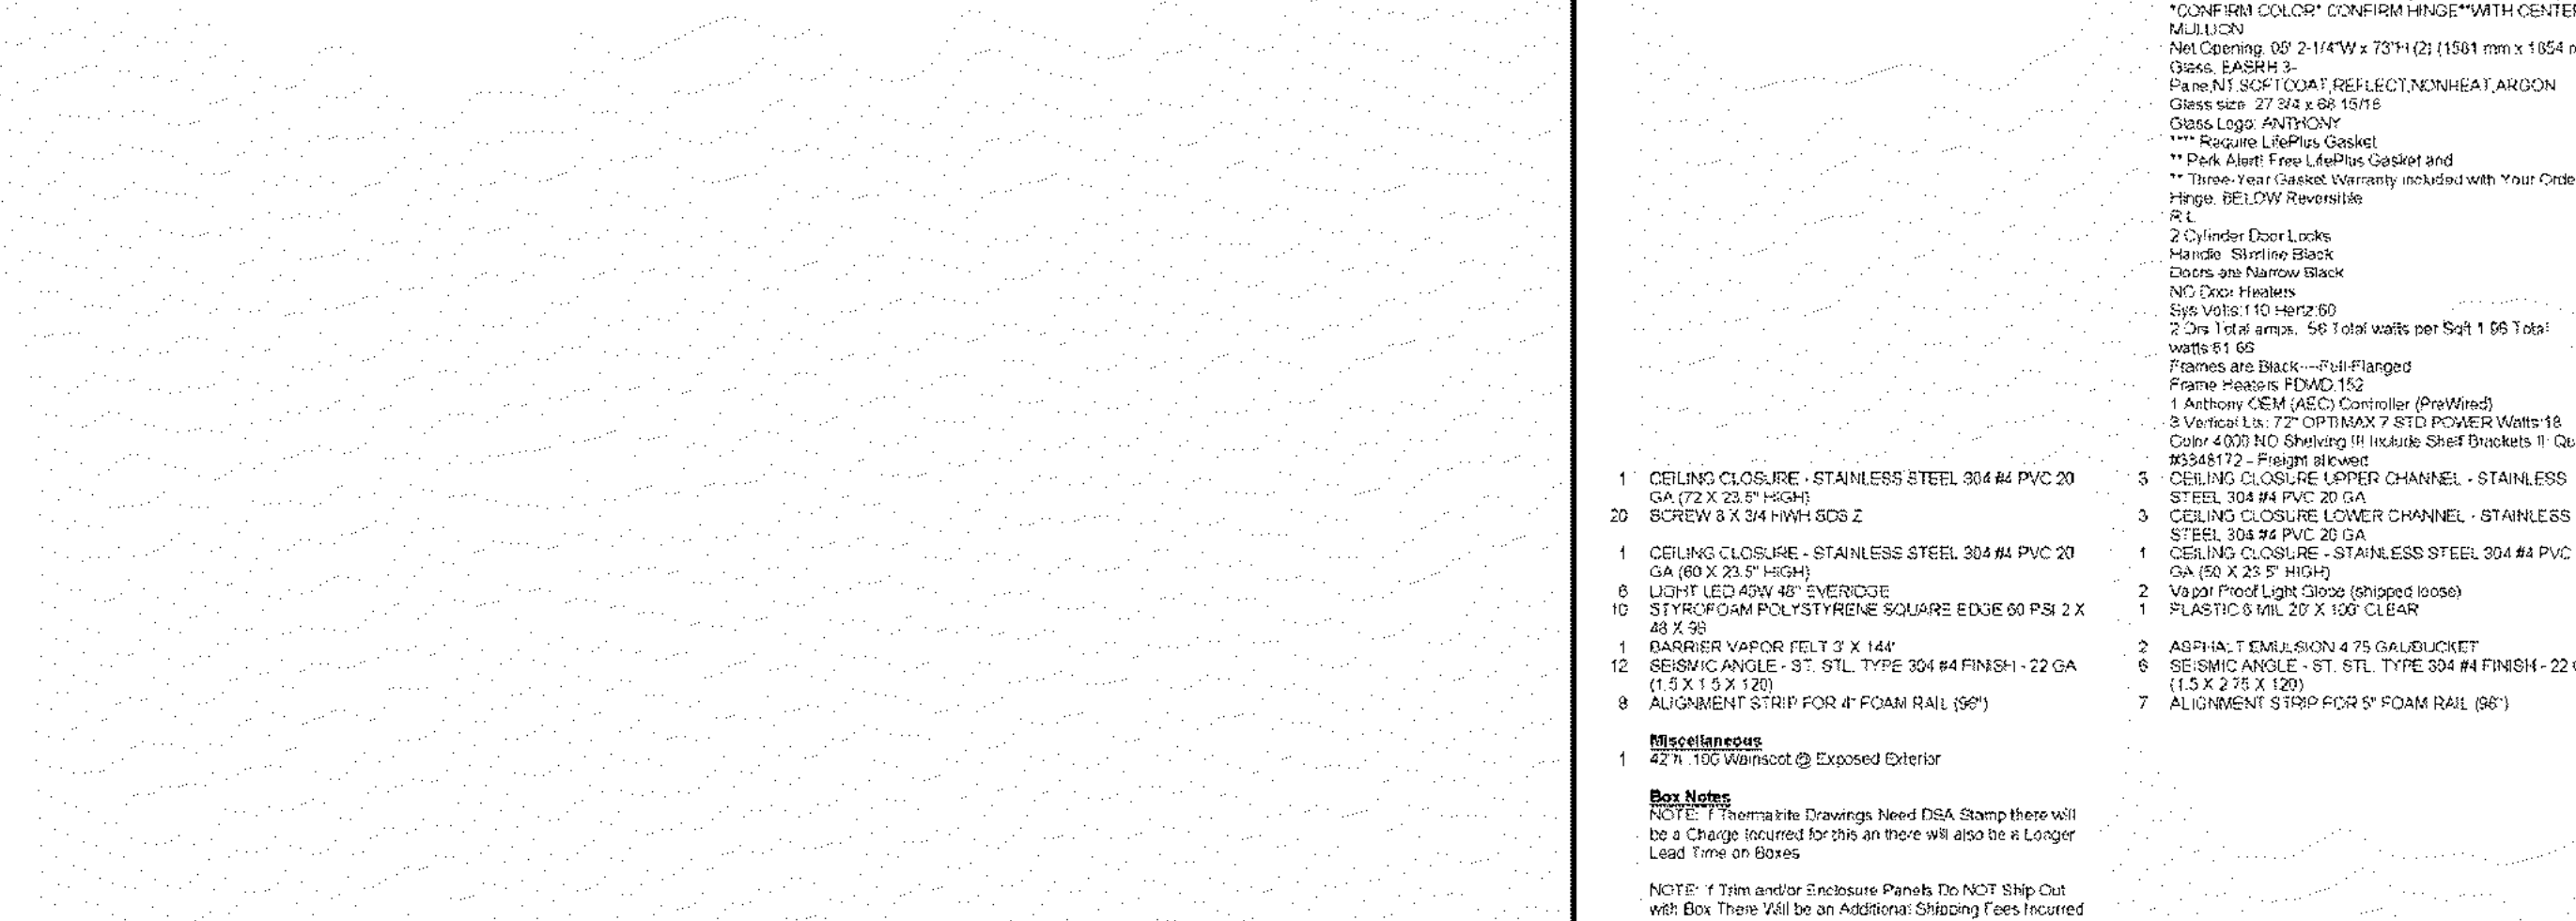 *CONFIRM COLOR* CONFIRM HINGE**WITH CENTER
MULLION
Net Opening: 2-1/4"W x 73"H (2) (1581 mm x 1854
Glass: EASRH 3-
Pane,NT,SOFTCOAT,REFLECT,NONHEAT,ARGON
Glass size 27 3/4 x 68 15/16
Glass Logo: ANTHONY
**** Require LifePlus Gasket
** Perk Alert! Free LifePlus Gasket and
** Three-Year Gasket Warranty included with Your Orde
Hinge: BELOW Reversible
R L
2 Cylinder Door Locks
Handle Slimline Black
Doors are Narrow Black
NO Door Heaters
Sys Volts:110 Hertz:60
2 Drs Total amps. 56 Total watts per Sqft 1.96 Total
watts 61.66
Frames are Black----Full-Flanged
Frame Heaters FDWD.152
1 Anthony OEM (AEC) Controller (PreWired)
3 Vertical Lts: 72" OPTIMAX 7 STD POWER Watts:18
Color 4000 NO Shelving !!! Include Shelf Brackets !!
#3348172 - Freight allowed
1 CEILING CLOSURE - STAINLESS STEEL 304 #4 PVC 20
GA (72 X 23.5" HIGH)
3 CEILING CLOSURE UPPER CHANNEL - STAINLESS
STEEL 304 #4 PVC 20 GA
20 SCREW 8 X 3/4 HWH SDS Z
3 CEILING CLOSURE LOWER CHANNEL - STAINLESS
STEEL 304 #4 PVC 20 GA
1 CEILING CLOSURE - STAINLESS STEEL 304 #4 PVC 20
GA (60 X 23.5" HIGH)
1 CEILING CLOSURE - STAINLESS STEEL 304 #4 PVC
GA (50 X 23.5" HIGH)
6 LIGHT LED 48" EVERIDGE
2 Vapor Proof Light Globe (shipped loose)
10 STYROFOAM POLYSTYRENE SQUARE EDGE 60 PSI 2 X
48 X 96
1 PLASTIC 6 MIL 20' X 100' CLEAR
1 BARRIER VAPOR FELT 3' X 144'
2 ASPHALT EMULSION 4.75 GAL/BUCKET
12 SEISMIC ANGLE - ST. STL. TYPE 304 #4 FINISH - 22 GA
(1.5 X 1.5 X 120)
6 SEISMIC ANGLE - ST. STL. TYPE 304 #4 FINISH - 22
(1.5 X 2.75 X 120)
ALIGNMENT STRIP FOR 4" FOAM RAIL (96")
7 ALIGNMENT STRIP FOR 5" FOAM RAIL (96")
Miscellaneous
1 42"h .100 Wainscot @ Exposed Exterior
Box Notes
NOTE: If Thermalrite Drawings Need DSA Stamp there will
be a Charge Incurred for this an there will also be a Longer
Lead Time on Boxes
NOTE: If Trim and/or Enclosure Panels Do NOT Ship Out
with Box There Will be an Additional Shipping Fees Incurred